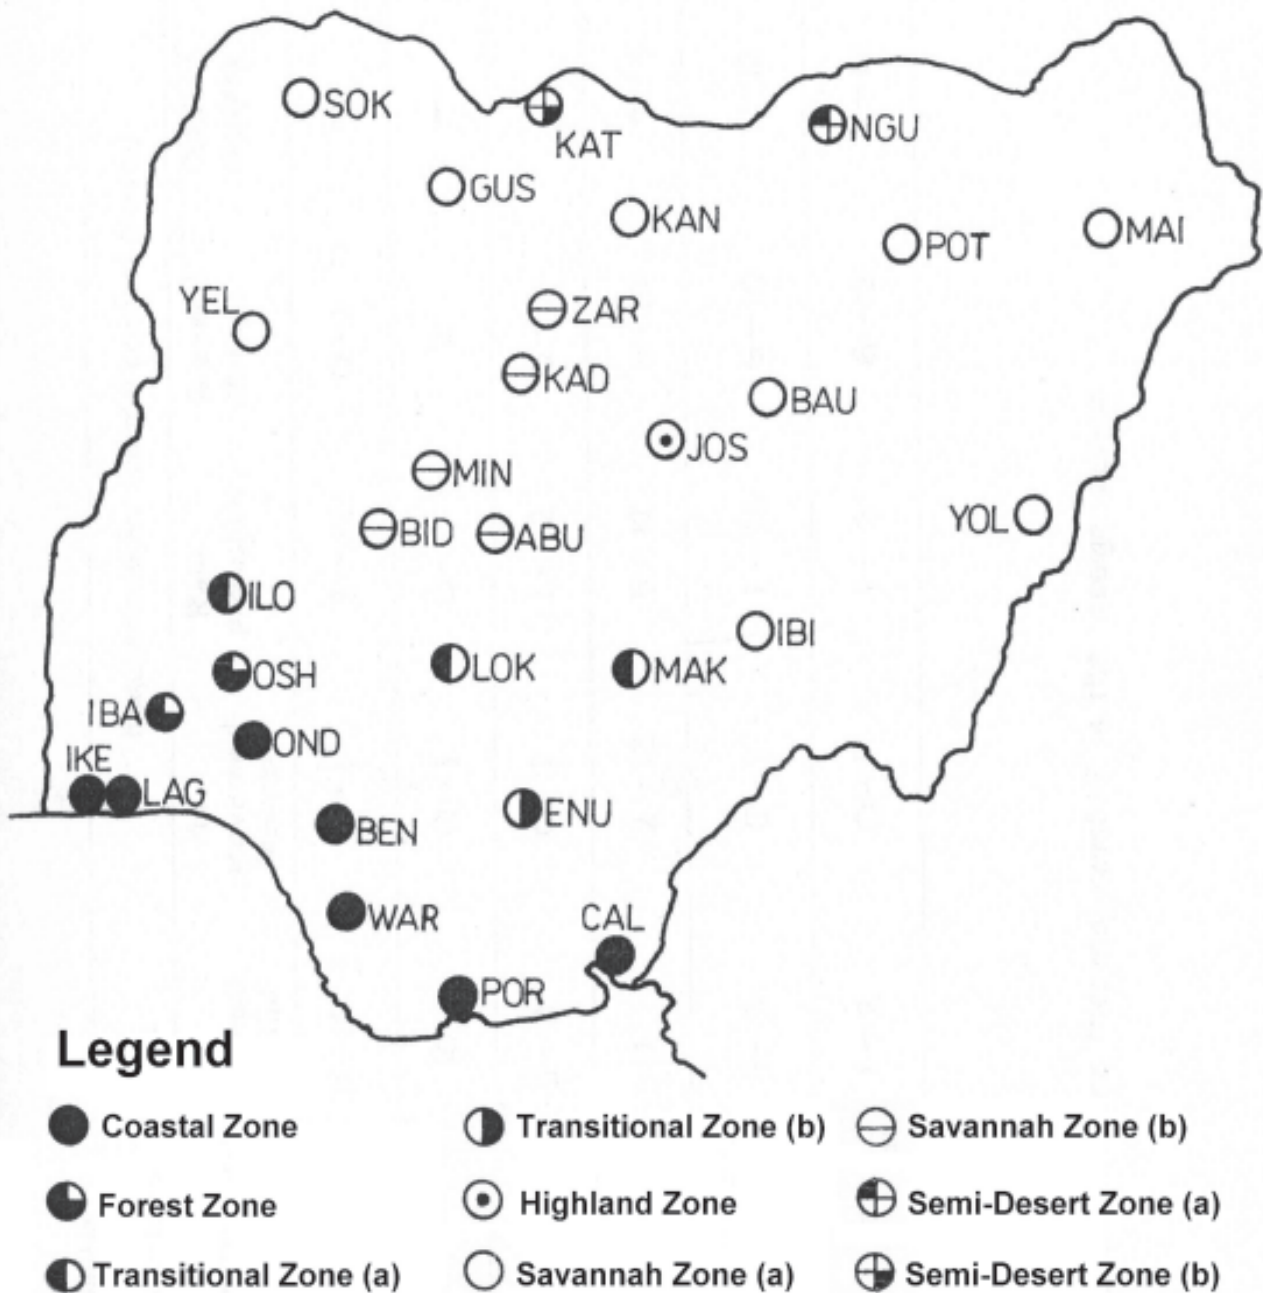 SOK
KAT
NGU
GUS
KAN
POT
MAI
YEL
ZAR
KAD
BAU
JOS
MIN
BID
ABU
YOL
ILO
IBI
OSH
LOK
MAK
IBA
OND
IKE
LAG
ENU
BEN
WAR
CAL
POR
Legend
Coastal Zone
Transitional Zone (b)
Savannah Zone (b)
Forest Zone
Highland Zone
Semi-Desert Zone (a)
Transitional Zone (a)
Savannah Zone (a)
Semi-Desert Zone (b)